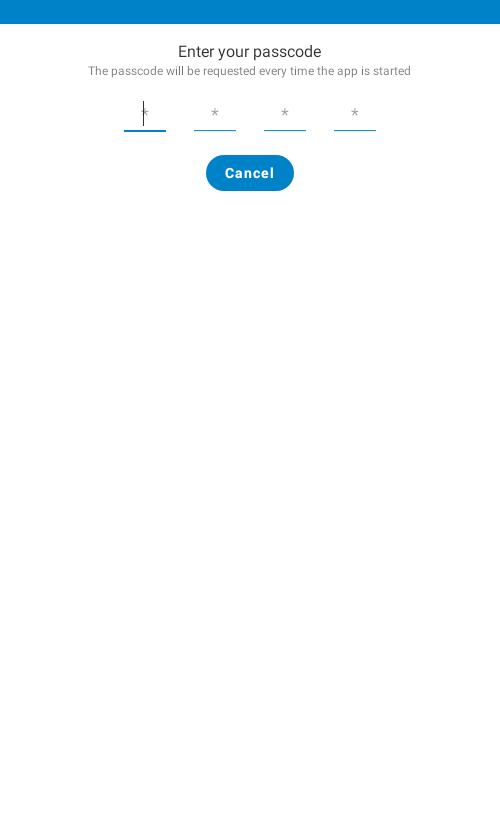 Enter your passcode
The passcode will be requested every time the app is started
* * * *
Cancel